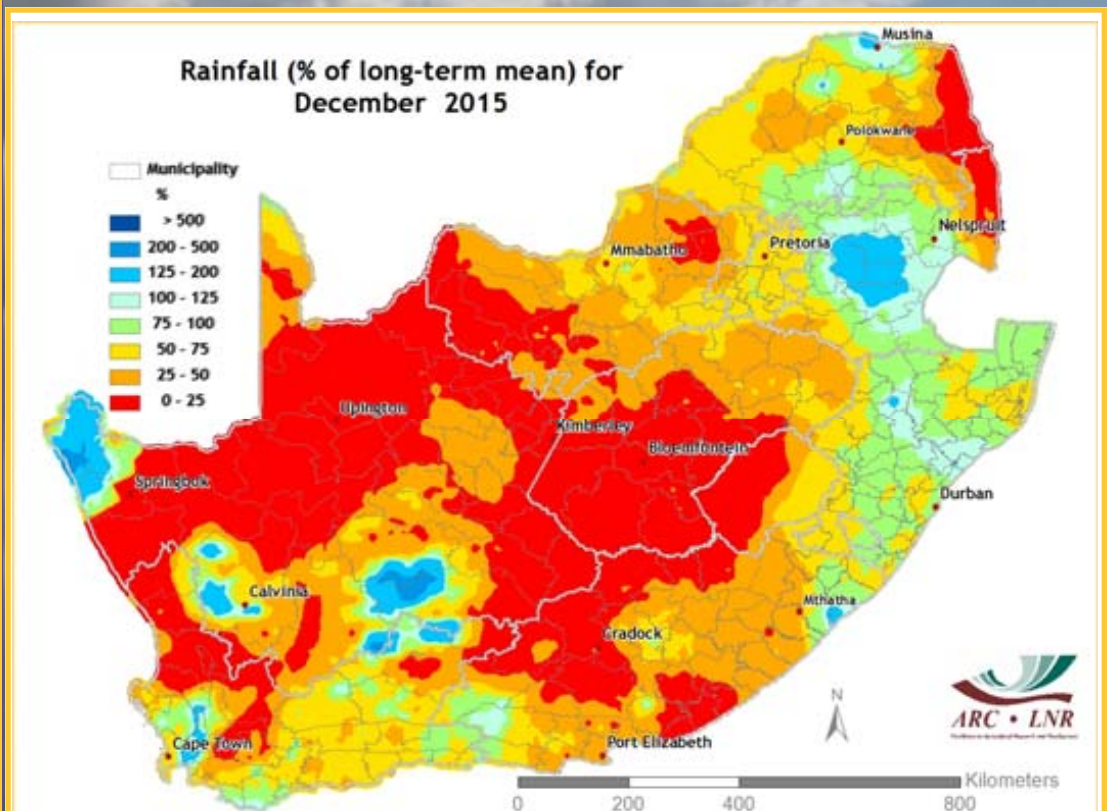 Rainfall (% of long-term mean) for
December 2015
Municipality
%
> 500
200 - 500
125 - 200
100 - 125
75 - 100
50 - 75
25 - 50
0 - 25
Musina
Polokwane
Nelspruit
Pretoria
Mmabatho
Upington
Kimberley
Bloemfontein
Springbok
Durban
Calvinia
Mthatha
Cradock
Cape Town
Port Elizabeth
N
ARC • LNR
Kilometers
0 200 400 800